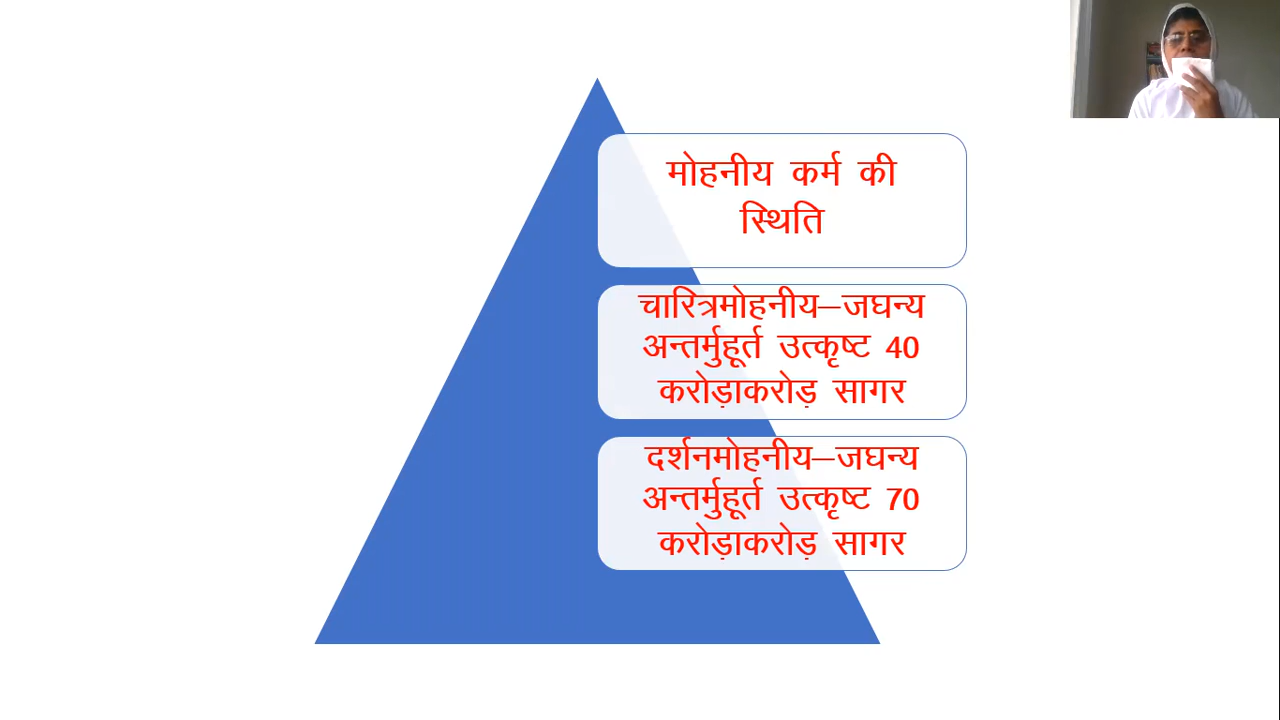 मोहनीय कर्म की
स्थिति
चारित्रमोहनीय—जघन्य
अन्तर्मुहूर्त उत्कृष्ट 40
करोड़ाकरोड़ सागर
दर्शनमोहनीय—जघन्य
अन्तर्मुहूर्त उत्कृष्ट 70
करोड़ाकरोड़ सागर